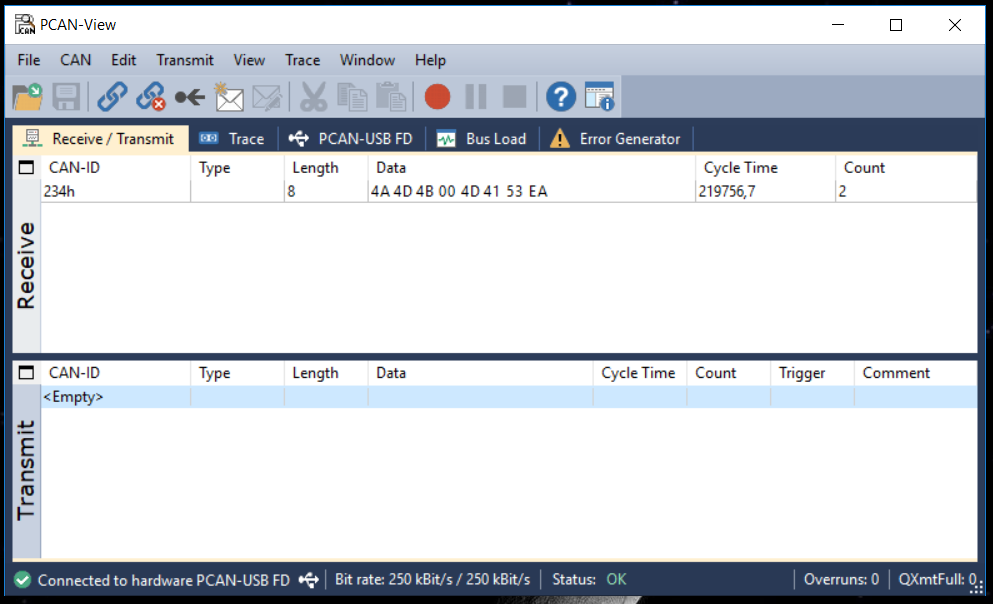 PCAN-View
File CAN Edit Transmit View Trace Window Help
Receive / Transmit Trace PCAN-USB FD Bus Load Error Generator
CAN-ID Type Length Data Cycle Time Count
234h 8 4A 4D 4B 00 4D 41 53 EA 219756,7 2
Receive
CAN-ID Type Length Data Cycle Time Count Trigger Comment
<Empty>
Transmit
Connected to hardware PCAN-USB FD Bit rate: 250 kBit/s / 250 kBit/s Status: OK Overruns: 0 QXmtFull: 0